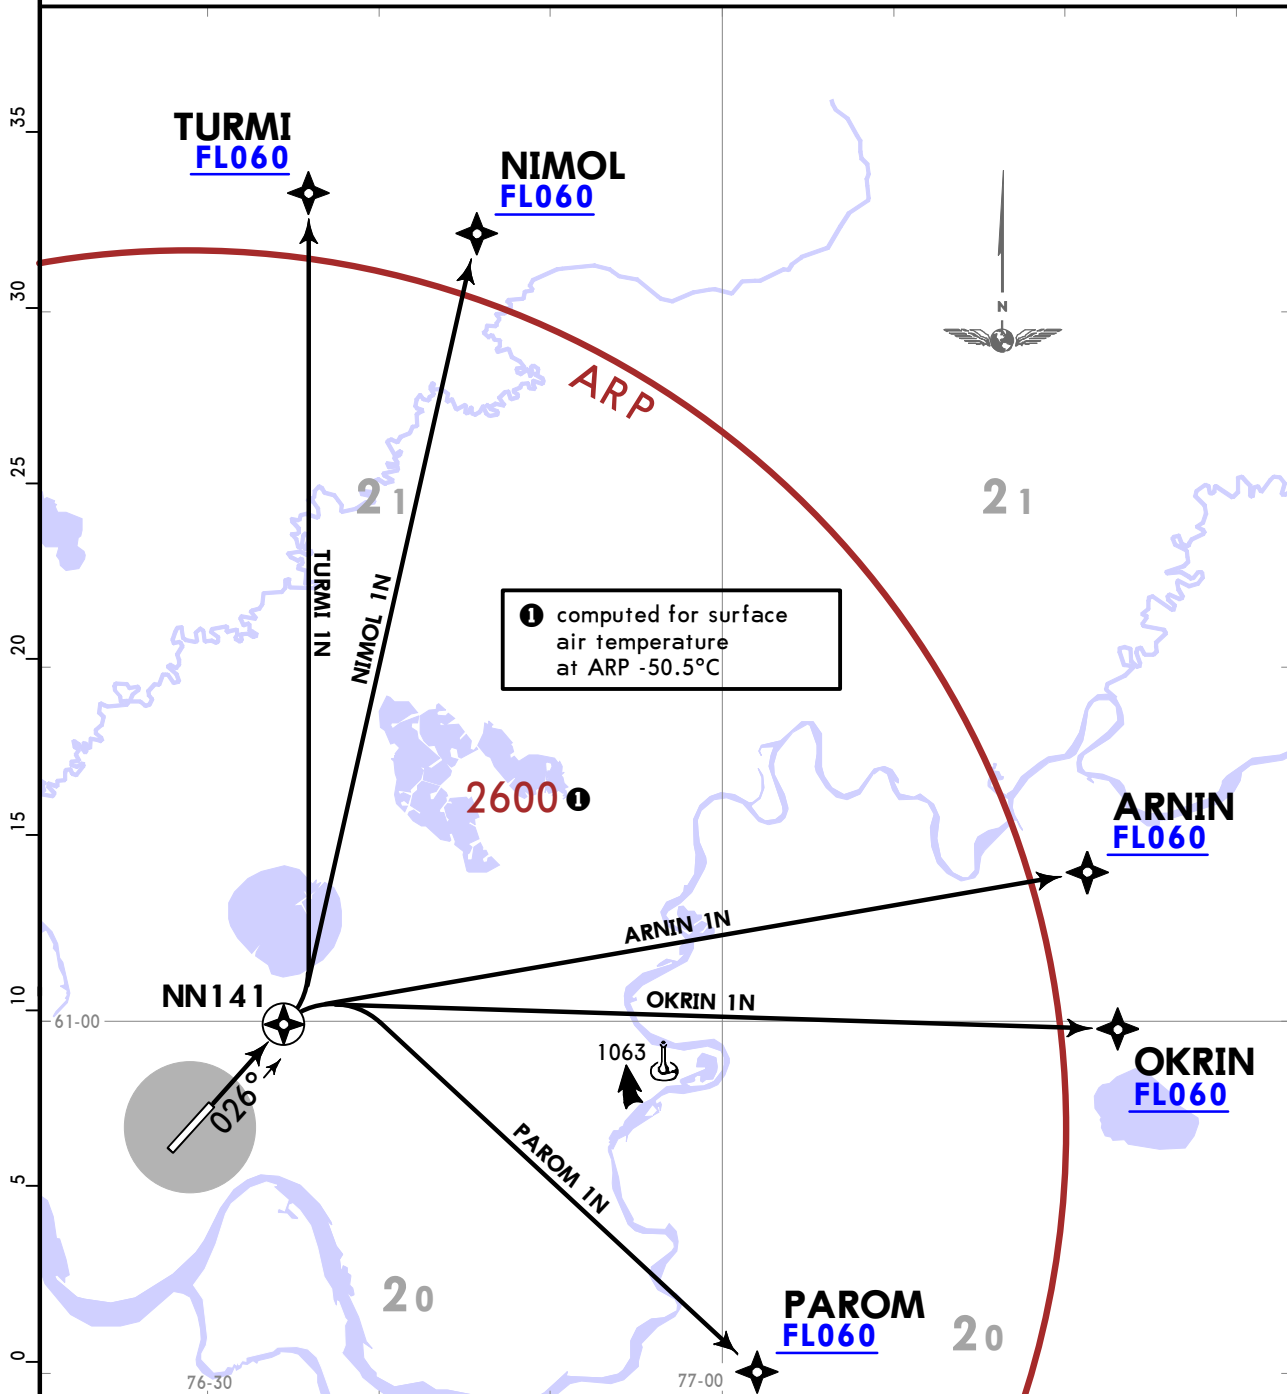 35
TURMI
FL060
NIMOL
FL060
30
N
ARP
25
21
21
TURMI 1N
NIMOL 1N
20
1 computed for surface
air temperature
at ARP -50.5°C
2600 1
15
ARNIN
FL060
ARNIN 1N
10
NN141
OKRIN 1N
61-00
1063
OKRIN
FL060
026°
PAROM 1N
5
20
PAROM
FL060
20
0
76-30
77-00